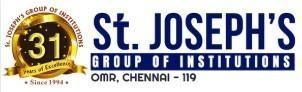 St. JOSEPH'S GROUP OF INSTITUTIONS
31
Years of Excellence
Since 1994
St. JOSEPH'S
GROUP OF INSTITUTIONS
OMR, CHENNAI - 119